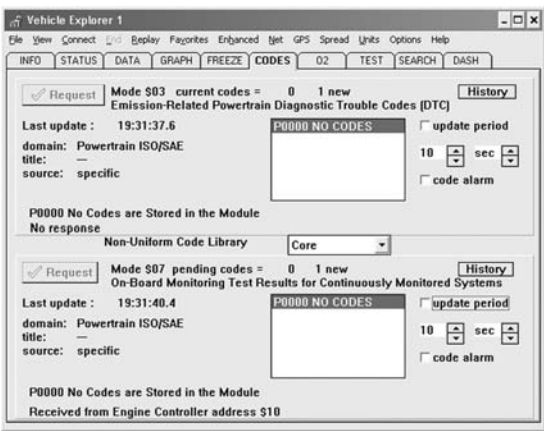 Vehicle Explorer 1
File View Connect End Replay Favorites Enhanced Net GPS Spread Units Options Help
INFO STATUS DATA GRAPH FREEZE CODES O2 TEST SEARCH DASH
Request Mode $03 current codes = 0 1 new History
Emission-Related Powertrain Diagnostic Trouble Codes (DTC)
Last update : 19:31:37.6 P0000 NO CODES update period
domain: Powertrain ISO/SAE 10 sec
title: —
source: specific code alarm
P0000 No Codes are Stored in the Module
No response
Non-Uniform Code Library Core
Request Mode $07 pending codes = 0 1 new History
On-Board Monitoring Test Results for Continuously Monitored Systems
Last update : 19:31:40.4 P0000 NO CODES update period
domain: Powertrain ISO/SAE 10 sec
title: —
source: specific code alarm
P0000 No Codes are Stored in the Module
Received from Engine Controller address $10